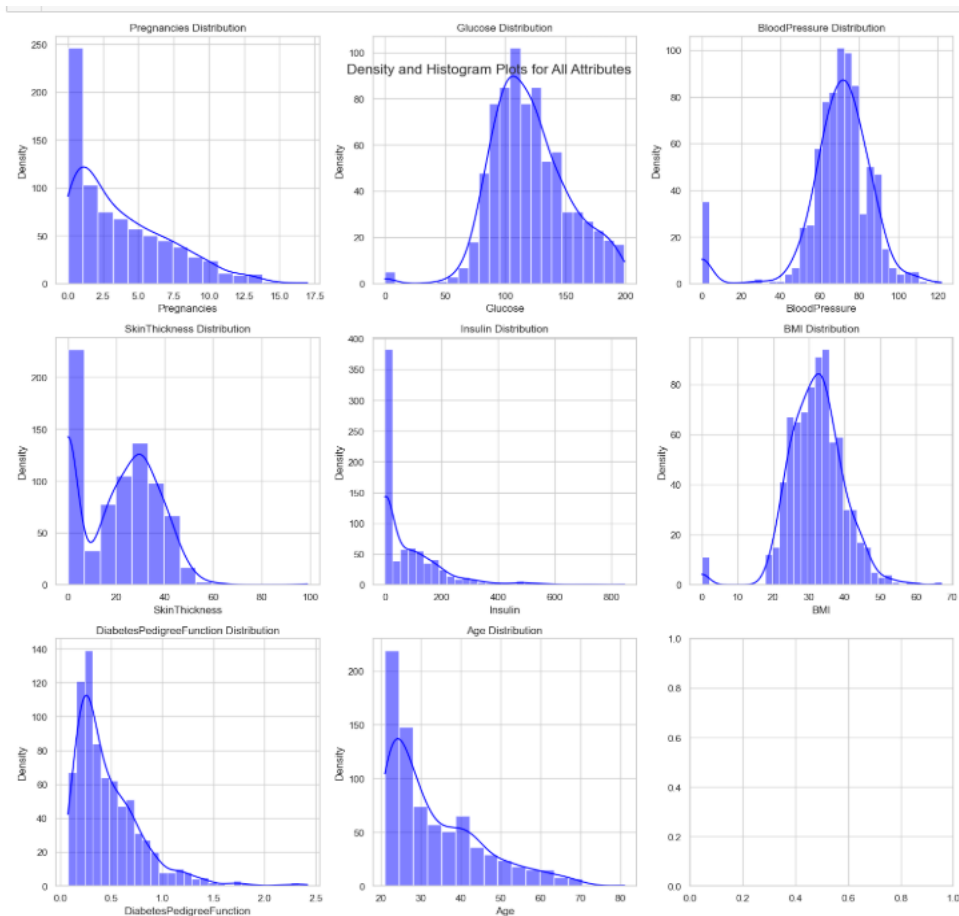 Pregnancies Distribution
250
200
150
100
50
0
Density
0.0 2.5 5.0 7.5 10.0 12.5 15.0 17.5
Pregnancies
Glucose Distribution
Density and Histogram Plots for All Attributes
100
80
60
40
20
0
Density
0 50 100 150 200
Glucose
BloodPressure Distribution
100
80
60
40
20
0
Density
0 20 40 60 80 100 120
BloodPressure
SkinThickness Distribution
200
150
100
50
0
Density
0 20 40 60 80 100
SkinThickness
Insulin Distribution
400
350
300
250
200
150
100
50
0
Density
0 200 400 600 800
Insulin
BMI Distribution
80
60
40
20
0
Density
0 10 20 30 40 50 60 70
BMI
DiabetesPedigreeFunction Distribution
140
120
100
80
60
40
20
0
Density
0.0 0.5 1.0 1.5 2.0 2.5
DiabetesPedigreeFunction
Age Distribution
200
150
100
50
0
Density
20 30 40 50 60 70 80
Age
1.0
0.8
0.6
0.4
0.2
0.0
0.0 0.2 0.4 0.6 0.8 1.0